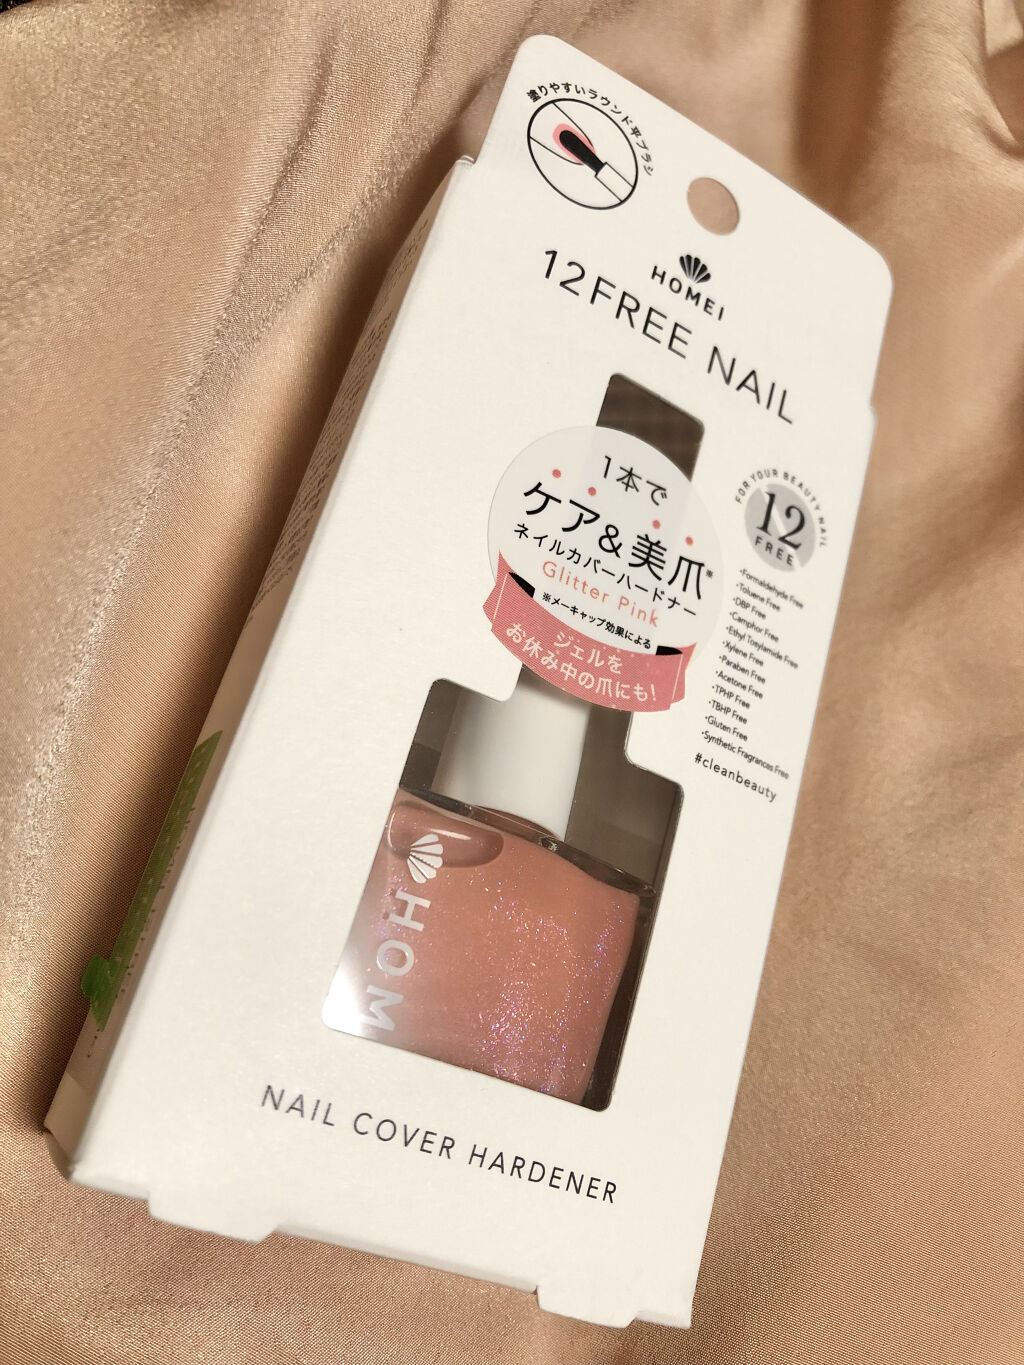 塗りやすいラウンド平ブラシ
HOMEI
12FREE NAIL
1本で
ケア&美爪※
ネイルカバーハードナー
Glitter Pink
※メーキャップ効果による
ジェルを
お休み中の爪にも!
FOR YOUR BEAUTY NAIL
12
FREE
・Formaldehyde Free
・Toluene Free
・DBP Free
・Camphor Free
・Ethyl Tosylamide Free
・Xylene Free
・Paraben Free
・Acetone Free
・TPHP Free
・TBHP Free
・Gluten Free
・Synthetic Fragrances Free
#cleanbeauty
HOM
NAIL COVER HARDENER